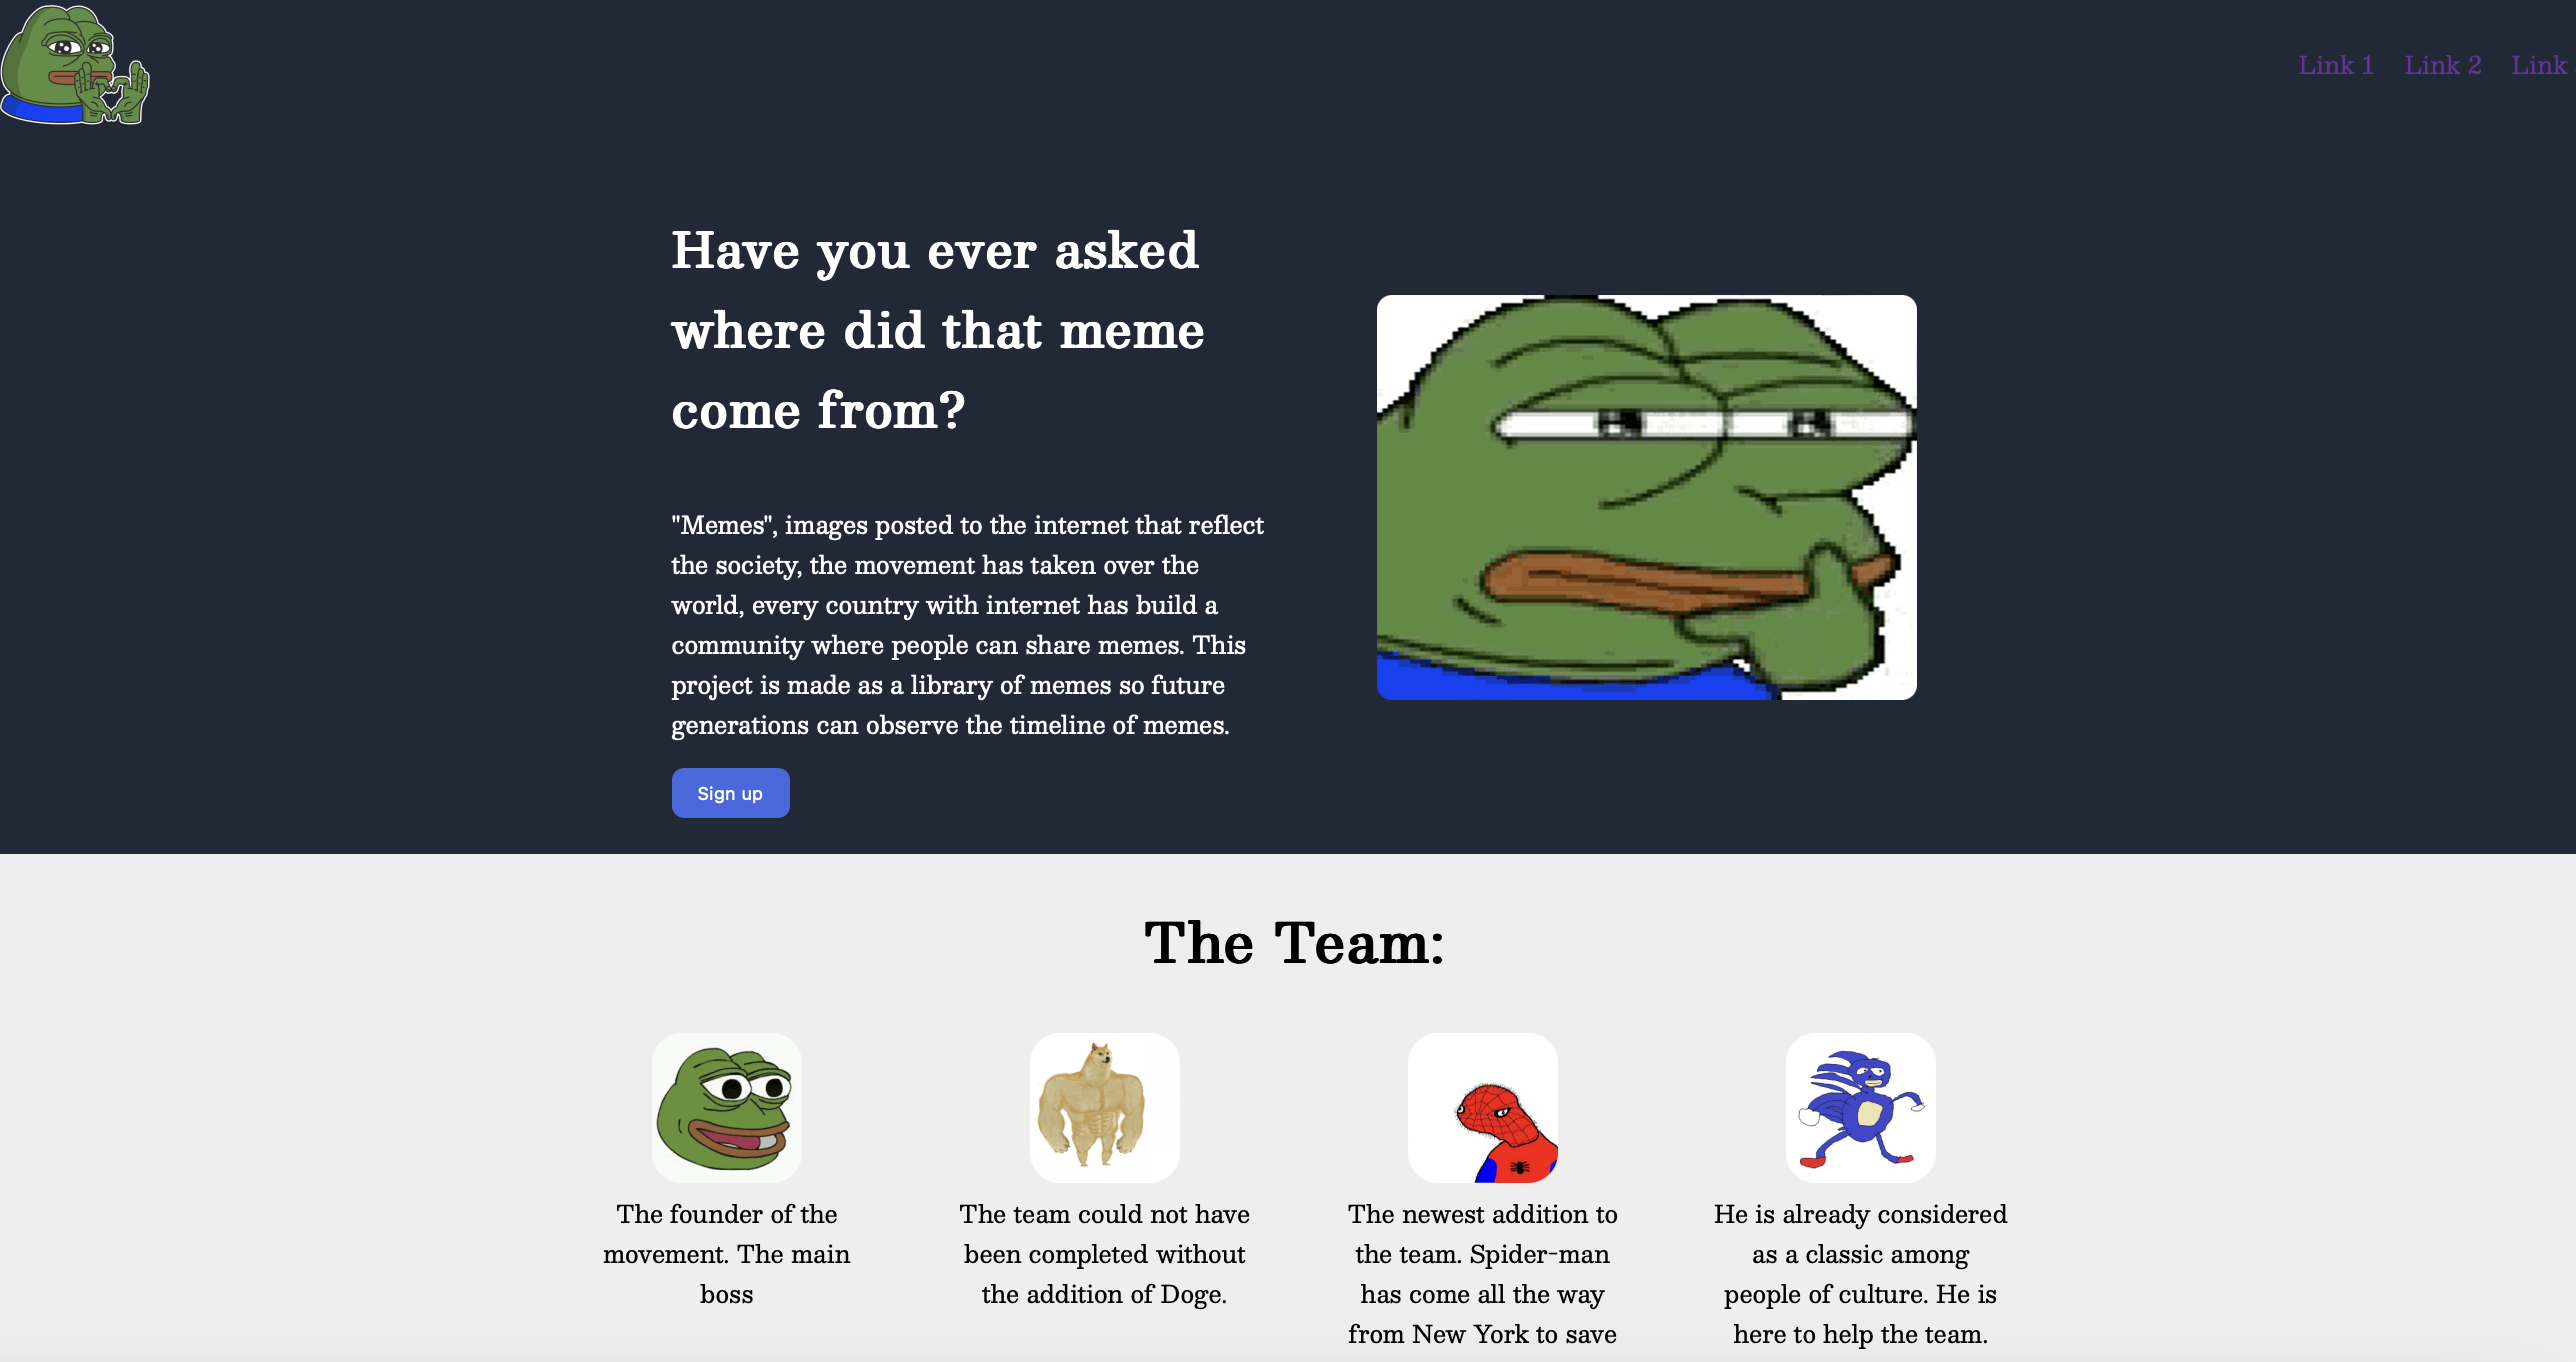 Link 1 Link 2 Link
Have you ever asked
where did that meme
come from?
"Memes", images posted to the internet that reflect
the society, the movement has taken over the
world, every country with internet has build a
community where people can share memes. This
project is made as a library of memes so future
generations can observe the timeline of memes.
Sign up
The Team:
The founder of the
movement. The main
boss
The team could not have
been completed without
the addition of Doge.
The newest addition to
the team. Spider-man
has come all the way
from New York to save
He is already considered
as a classic among
people of culture. He is
here to help the team.